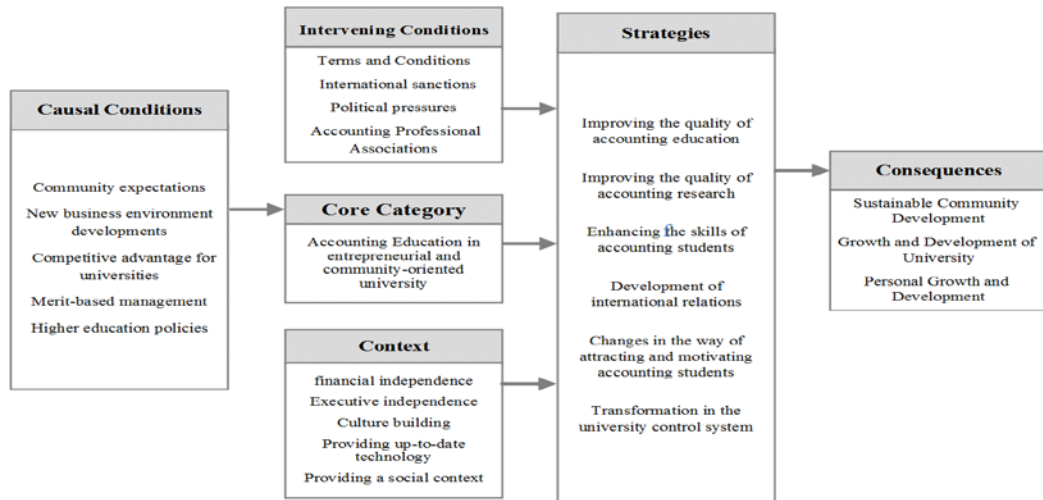 Causal Conditions
Community expectations
New business environment
developments
Competitive advantage for
universities
Merit-based management
Higher education policies
Intervening Conditions
Terms and Conditions
International sanctions
Political pressures
Accounting Professional
Associations
Core Category
Accounting Education in
entrepreneurial and
community-oriented
university
Context
financial independence
Executive independence
Culture building
Providing up-to-date
technology
Providing a social context
Strategies
Improving the quality of
accounting education
Improving the quality of
accounting research
Enhancing the skills of
accounting students
Development of
international relations
Changes in the way of
attracting and motivating
accounting students
Transformation in the
university control system
Consequences
Sustainable Community
Development
Growth and Development of
University
Personal Growth and
Development